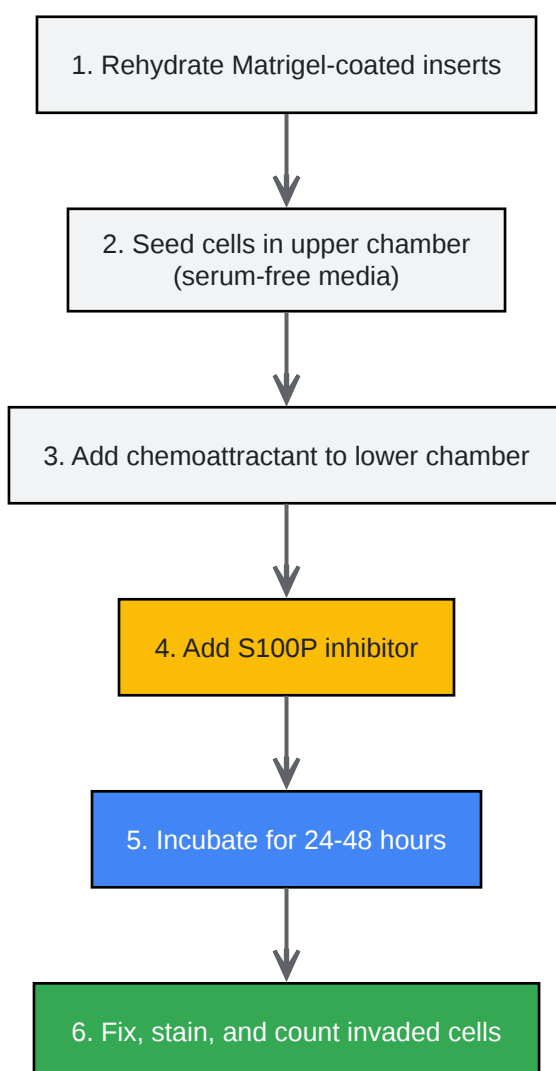 1. Rehydrate Matrigel-coated inserts
2. Seed cells in upper chamber
(serum-free media)
3. Add chemoattractant to lower chamber
4. Add S100P inhibitor
5. Incubate for 24-48 hours
6. Fix, stain, and count invaded cells